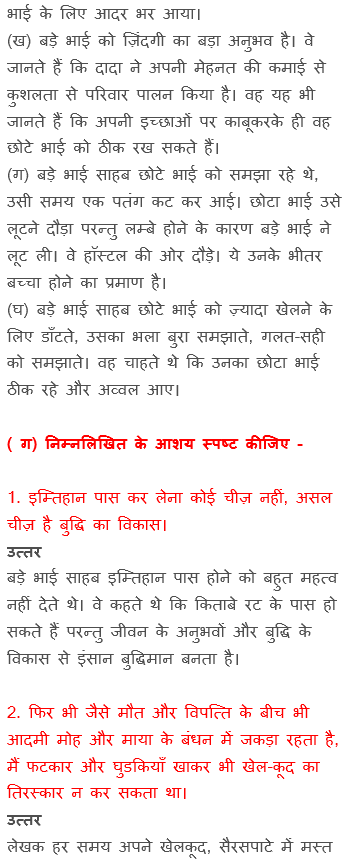 भाई के लिए आदर भर आया।
(ख) बड़े भाई को ज़िंदगी का बड़ा अनुभव है। वे
जानते हैं कि दादा ने अपनी मेहनत की कमाई से
कुशलता से परिवार पालन किया है। वह यह भी
जानते हैं कि अपनी इच्छाओं पर काबूकरके ही वह
छोटे भाई को ठीक रख सकते हैं।
(ग) बड़े भाई साहब छोटे भाई को समझा रहे थे,
उसी समय एक पतंग कट कर आई। छोटा भाई उसे
लूटने दौड़ा परन्तु लम्बे होने के कारण बड़े भाई ने
लूट ली। वे हॉस्टल की ओर दौड़े। ये उनके भीतर
बच्चा होने का प्रमाण है।
(घ) बड़े भाई साहब छोटे भाई को ज़्यादा खेलने के
लिए डाँटते, उसका भला बुरा समझाते, गलत-सही
को समझाते। वह चाहते थे कि उनका छोटा भाई
ठीक रहे और अव्वल आए।
( ग) निम्नलिखित के आशय स्पष्ट कीजिए -
1. इम्तिहान पास कर लेना कोई चीज़ नहीं, असल
चीज़ है बुद्धि का विकास।
उत्तर
बड़े भाई साहब इम्तिहान पास होने को बहुत महत्व
नहीं देते थे। वे कहते थे कि किताबे रट के पास हो
सकते हैं परन्तु जीवन के अनुभवों और बुद्धि के
विकास से इंसान बुद्धिमान बनता है।
2. फिर भी जैसे मौत और विपत्ति के बीच भी
आदमी मोह और माया के बंधन में जकड़ा रहता है,
मैं फटकार और घुडकियाँ खाकर भी खेल-कूद का
तिरस्कार न कर सकता था।
उत्तर
लेखक हर समय अपने खेलकूद, सैरसपाटे में मस्त